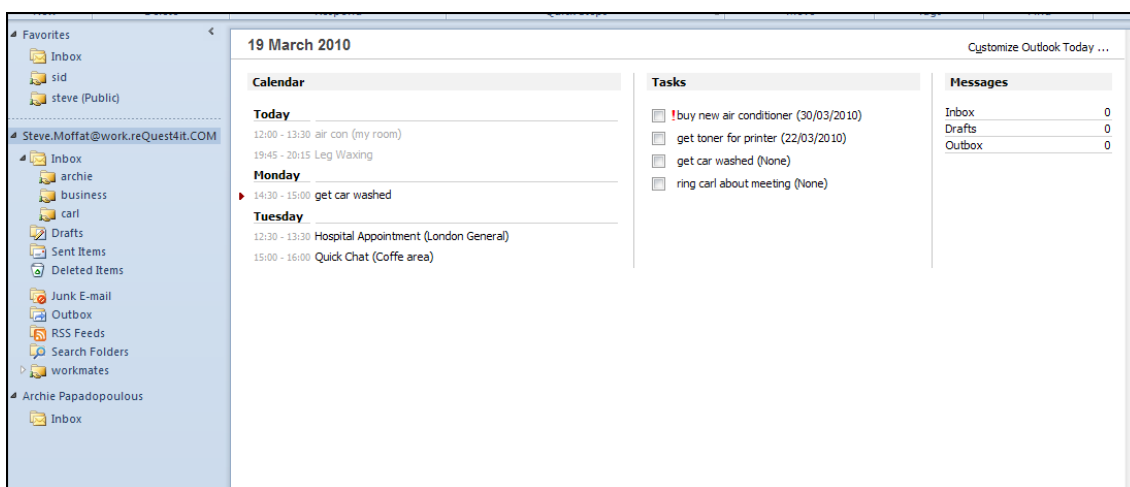 Favorites
Inbox
sid
steve (Public)
Steve.Moffat@work.reQuest4it.COM
Inbox
archie
business
carl
Drafts
Sent Items
Deleted Items
Junk E-mail
Outbox
RSS Feeds
Search Folders
workmates
Archie Papadopoulous
Inbox
19 March 2010
Customize Outlook Today ...
Calendar
Today
12:00 - 13:30 air con (my room)
19:45 - 20:15 Leg Waxing
Monday
14:30 - 15:00 get car washed
Tuesday
12:30 - 13:30 Hospital Appointment (London General)
15:00 - 16:00 Quick Chat (Coffe area)
Tasks
!buy new air conditioner (30/03/2010)
get toner for printer (22/03/2010)
get car washed (None)
ring carl about meeting (None)
Messages
Inbox 0
Drafts 0
Outbox 0